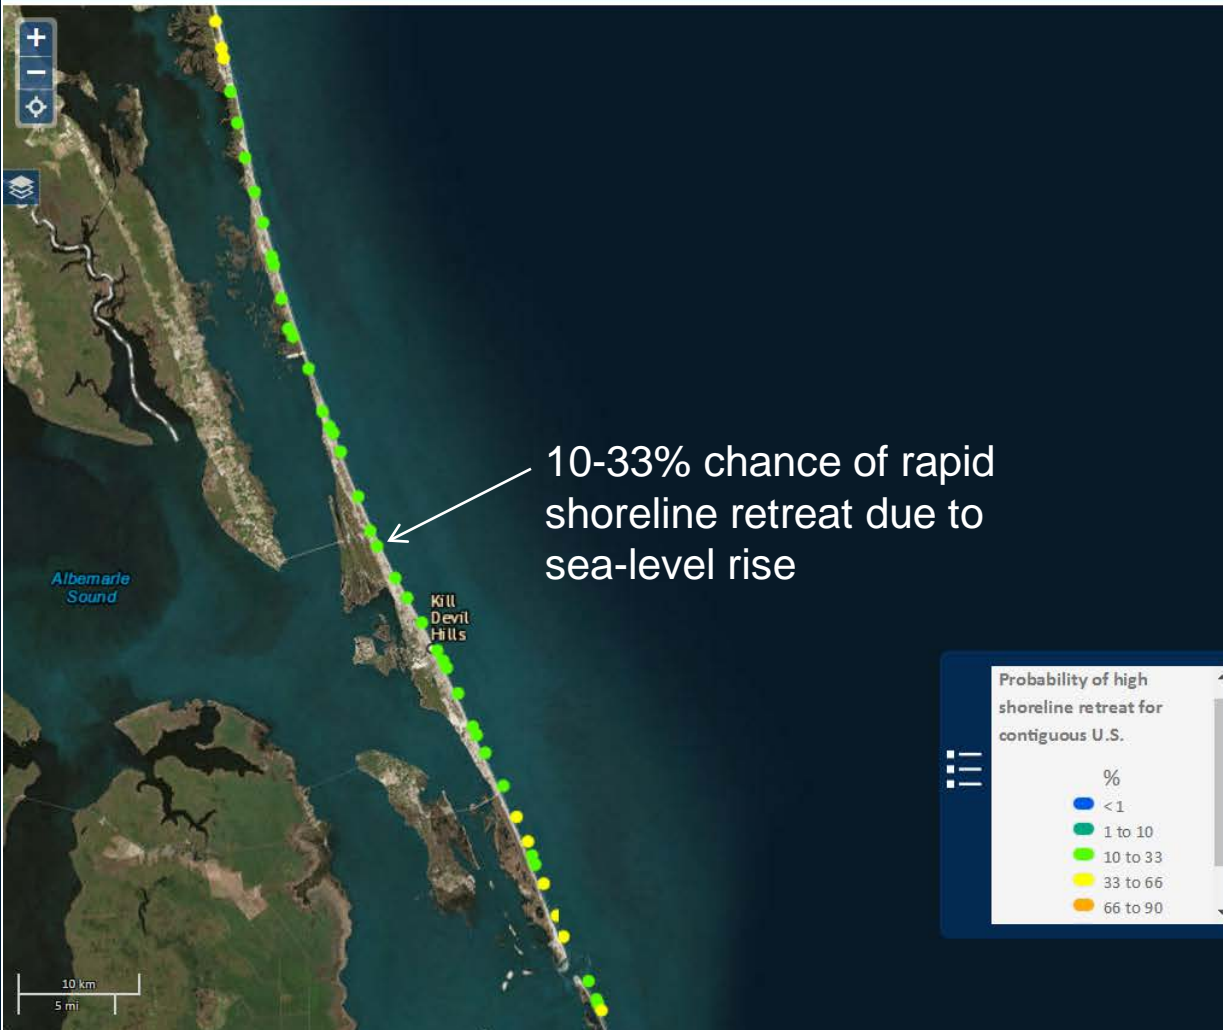 +
−
10-33% chance of rapid
shoreline retreat due to
sea-level rise
Albemarle
Sound
Kill
Devil
Hills
Probability of high
shoreline retreat for
contiguous U.S.
%
< 1
1 to 10
10 to 33
33 to 66
66 to 90
10 km
5 mi